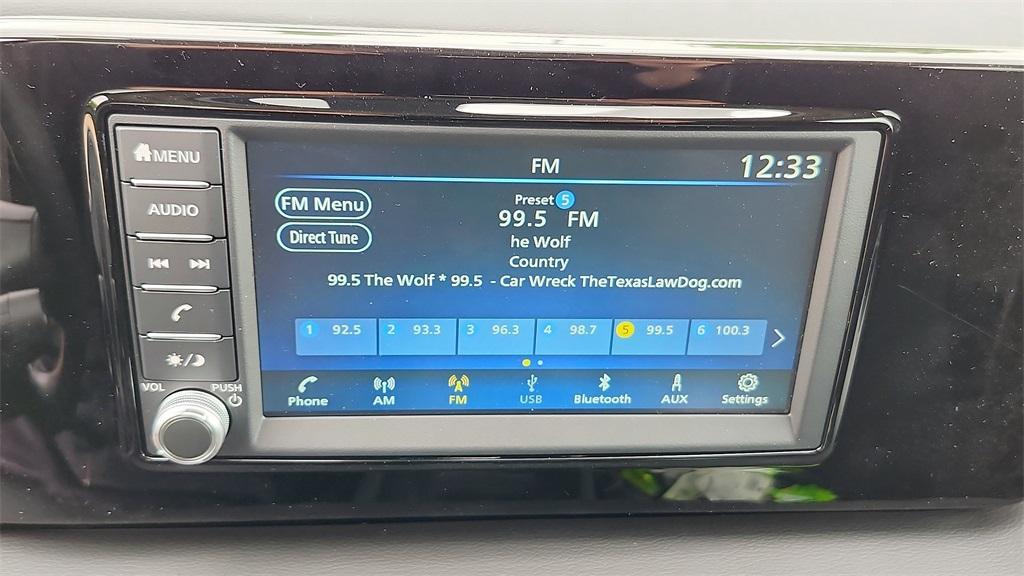 MENU
AUDIO
VOL
PUSH
FM
12:33
FM Menu
Direct Tune
Preset 5
99.5 FM
he Wolf
Country
99.5 The Wolf * 99.5 - Car Wreck TheTexasLawDog.com
1 92.5 2 93.3 3 96.3 4 98.7 5 99.5 6 100.3
Phone AM FM USB Bluetooth AUX Settings